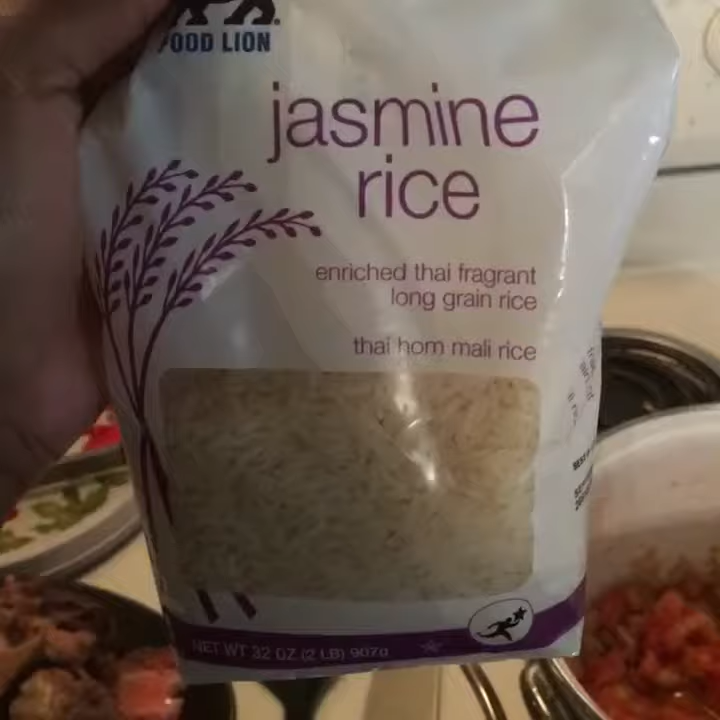 FOOD LION
jasmine
rice
enriched thai fragrant
long grain rice
thai hom mali rice
NET WT 32 OZ (2 LB) 907g